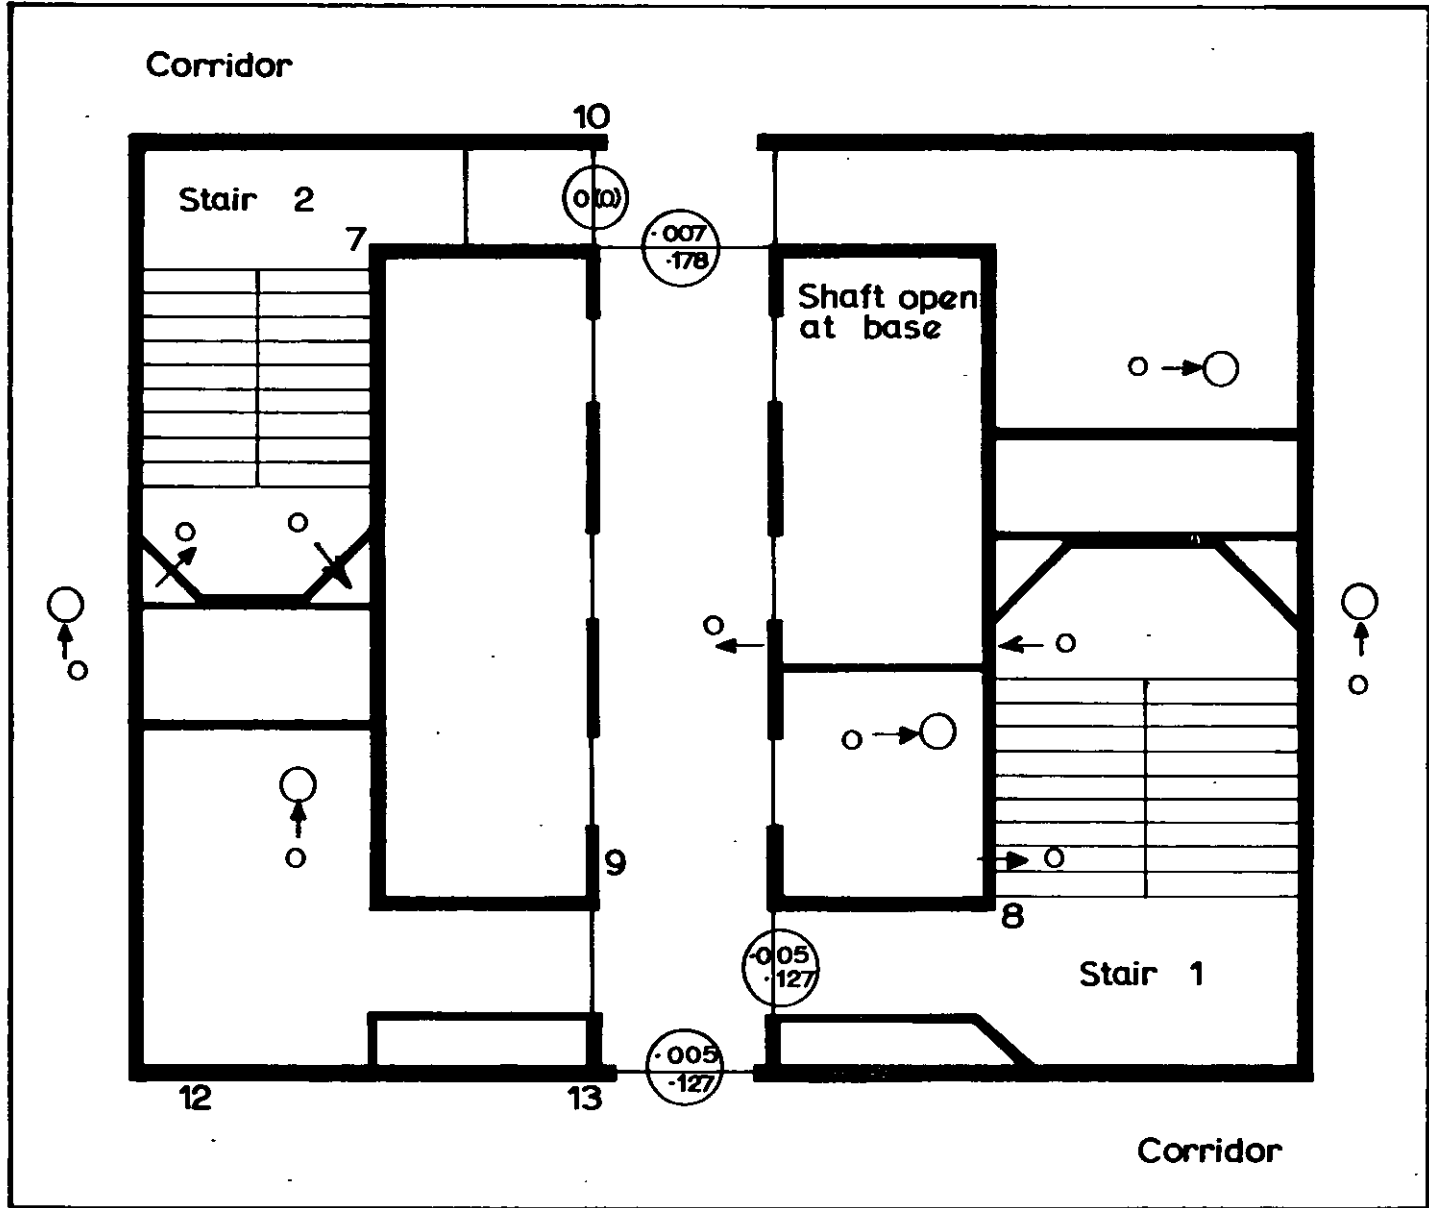 Corridor
10
Stair 2
0(0)
7
.007
.178
Shaft open
at base
9
8
-0.05
.127
Stair 1
.005
.127
12
13
Corridor